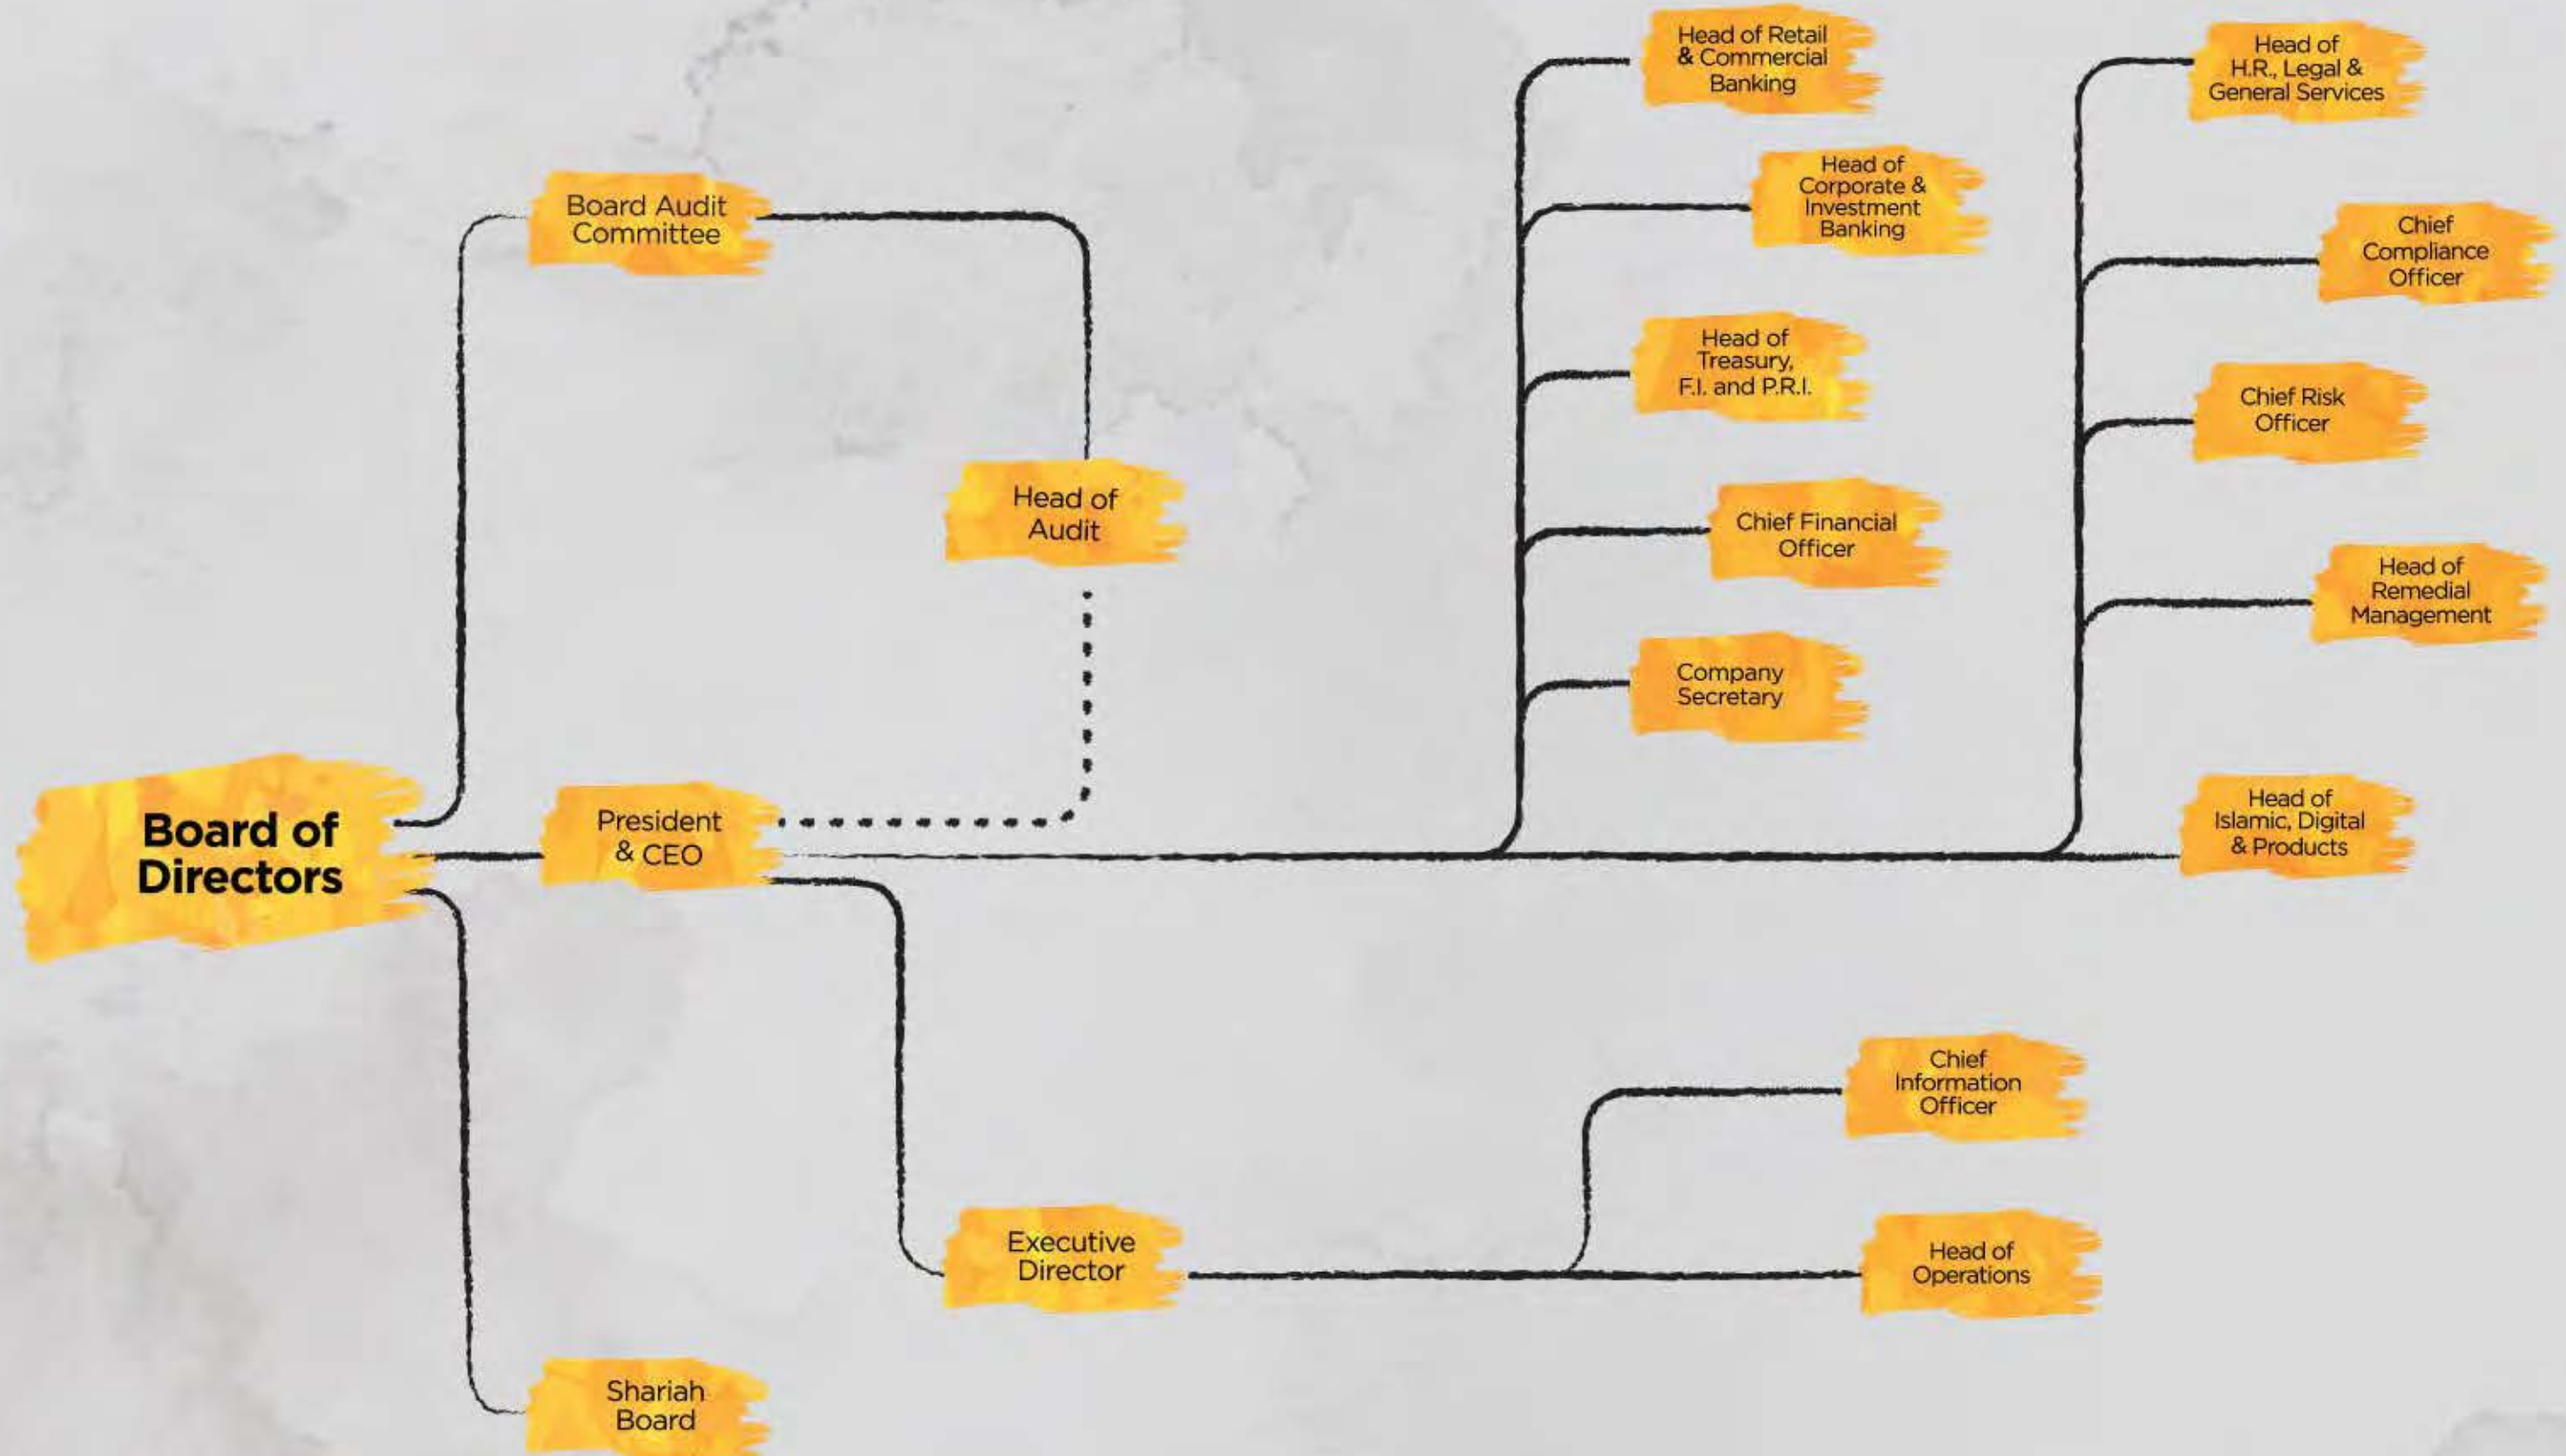 Board of
Directors
Board Audit
Committee
President
& CEO
Shariah
Board
Head of
Audit
Executive
Director
Head of Retail
& Commercial
Banking
Head of
Corporate &
Investment
Banking
Head of
Treasury,
F.I. and P.R.I.
Chief Financial
Officer
Company
Secretary
Head of
H.R., Legal &
General Services
Chief
Compliance
Officer
Chief Risk
Officer
Head of
Remedial
Management
Head of
Islamic, Digital
& Products
Chief
Information
Officer
Head of
Operations